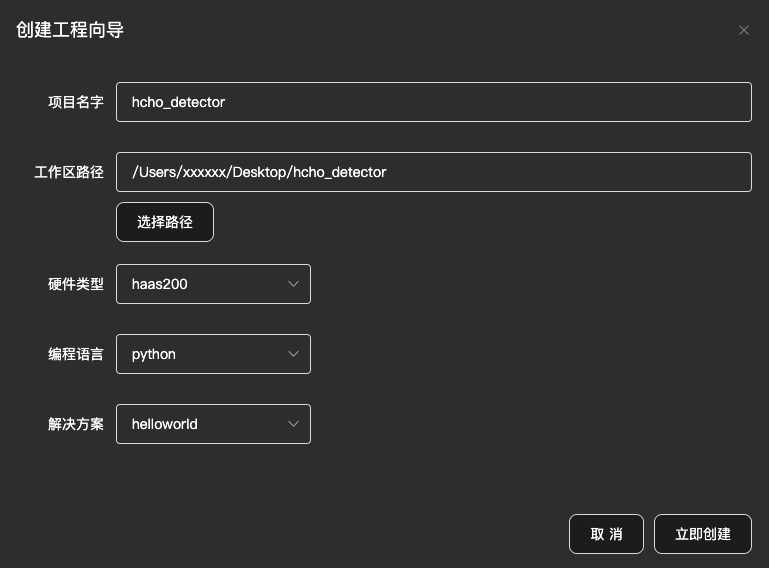 创建工程向导
项目名字 hcho_detector
工作区路径 /Users/xxxxxx/Desktop/hcho_detector
选择路径
硬件类型 haas200
编程语言 python
解决方案 helloworld
取 消 立即创建